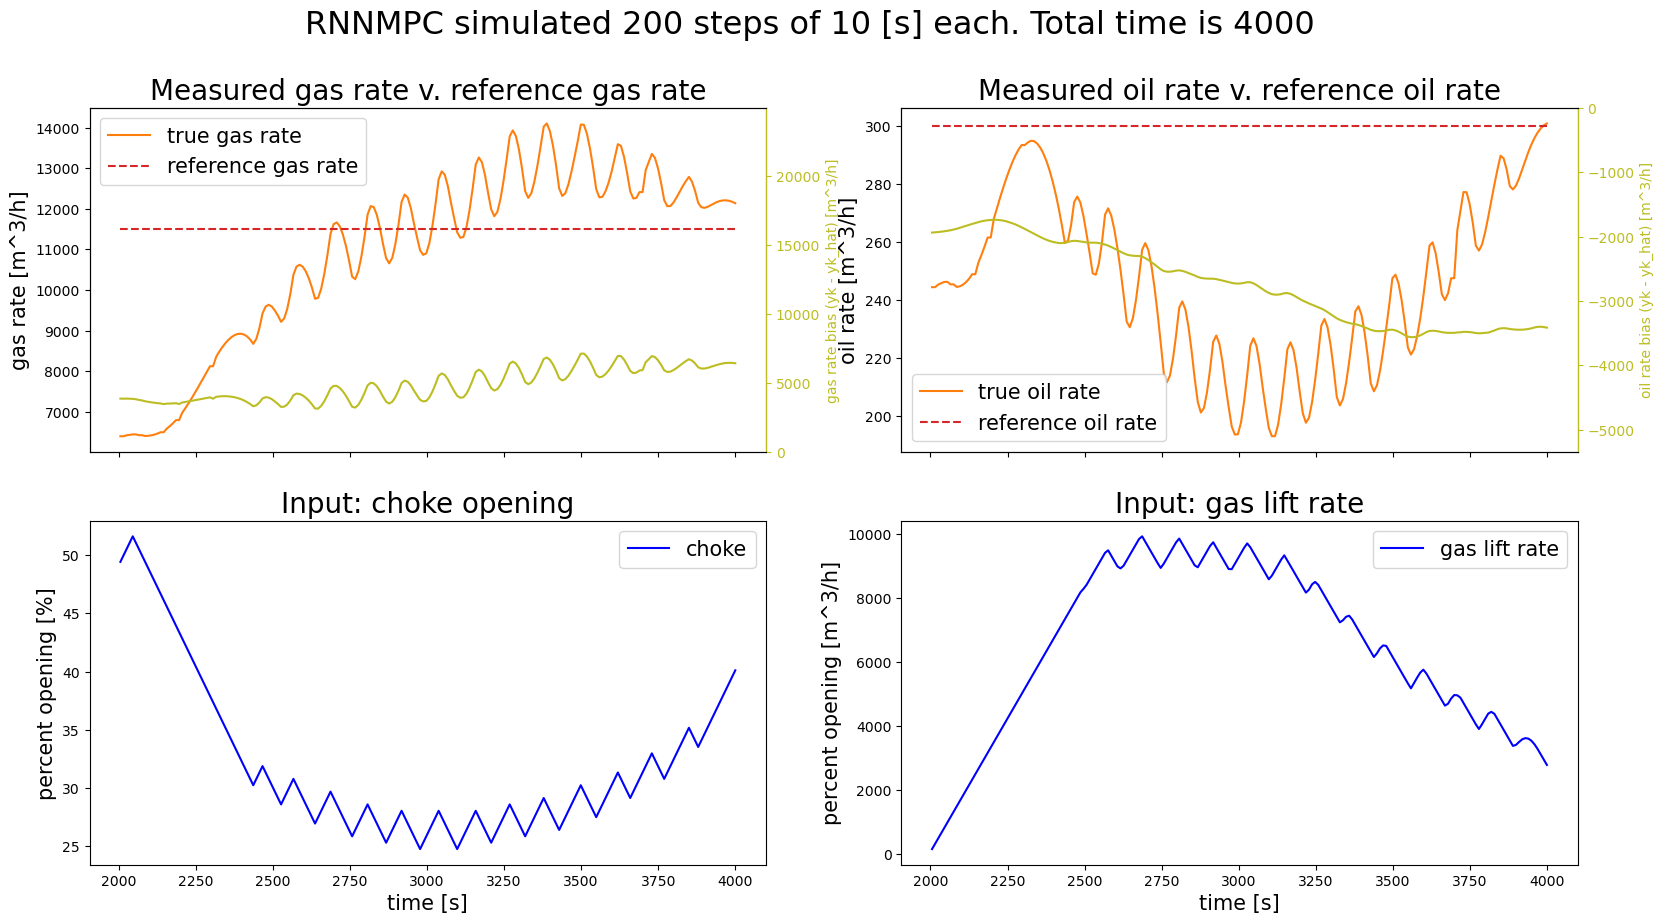 RNNMPC simulated 200 steps of 10 [s] each. Total time is 4000
Measured gas rate v. reference gas rate
gas rate [m^3/h]
14000
13000
12000
11000
10000
9000
8000
7000
true gas rate
reference gas rate
20000
15000
10000
5000
0
gas rate bias (yk - yk_hat) [m^3/h]
Measured oil rate v. reference oil rate
oil rate [m^3/h]
300
280
260
240
220
200
true oil rate
reference oil rate
0
−1000
−2000
−3000
−4000
−5000
oil rate bias (yk - yk_hat) [m^3/h]
Input: choke opening
percent opening [%]
50
45
40
35
30
25
choke
2000 2250 2500 2750 3000 3250 3500 3750 4000
time [s]
Input: gas lift rate
percent opening [m^3/h]
10000
8000
6000
4000
2000
0
gas lift rate
2000 2250 2500 2750 3000 3250 3500 3750 4000
time [s]